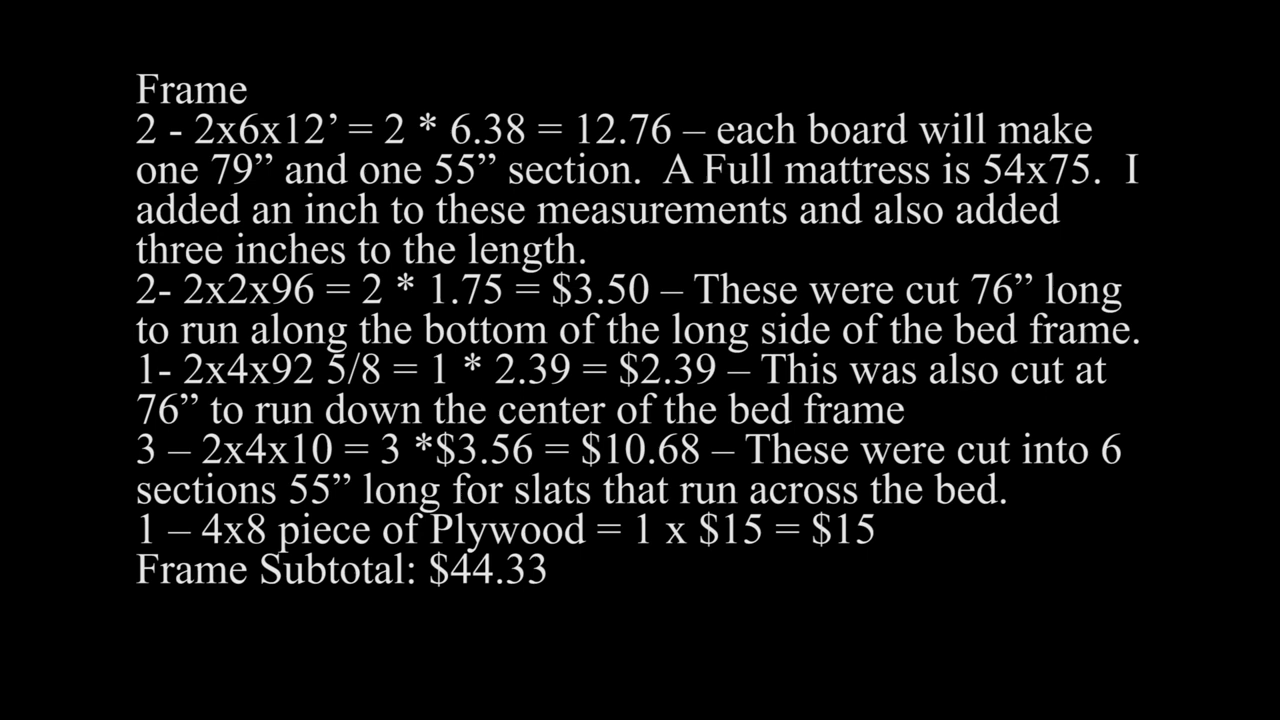 Frame
2 - 2x6x12’ = 2 * 6.38 = 12.76 – each board will make
one 79” and one 55” section.  A Full mattress is 54x75.  I
added an inch to these measurements and also added
three inches to the length.
2- 2x2x96 = 2 * 1.75 = $3.50 – These were cut 76” long
to run along the bottom of the long side of the bed frame.
1- 2x4x92 5/8 = 1 * 2.39 = $2.39 – This was also cut at
76” to run down the center of the bed frame
3 – 2x4x10 = 3 *$3.56 = $10.68 – These were cut into 6
sections 55” long for slats that run across the bed.
1 – 4x8 piece of Plywood = 1 x $15 = $15
Frame Subtotal: $44.33